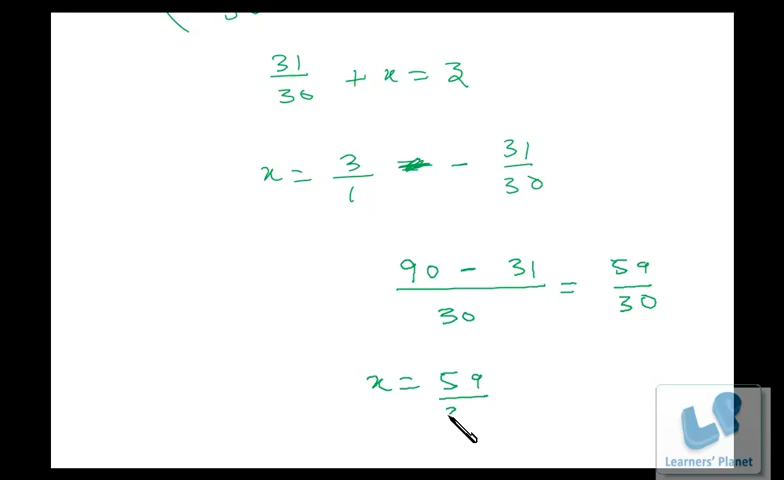 31/30 + x = 3
x = 3/1 - 31/30
90 - 31/30 = 59/30
x = 59/
Learners' Planet